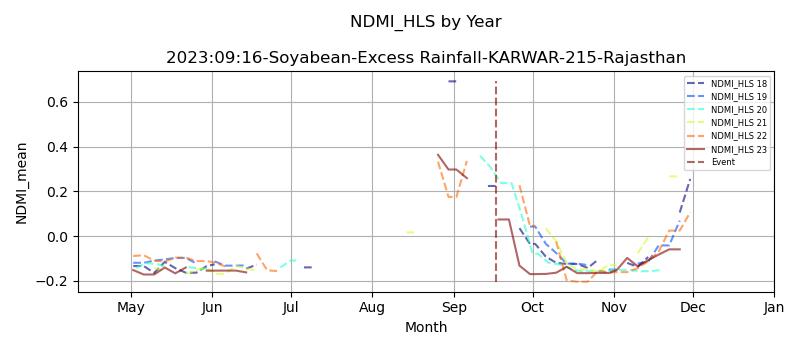 NDMI_HLS by Year
2023:09:16-Soyabean-Excess Rainfall-KARWAR-215-Rajasthan
NDMI_mean
0.6
0.4
0.2
0.0
−0.2
NDMI_HLS 18
NDMI_HLS 19
NDMI_HLS 20
NDMI_HLS 21
NDMI_HLS 22
NDMI_HLS 23
Event
May Jun Jul Aug Sep Oct Nov Dec Jan
Month